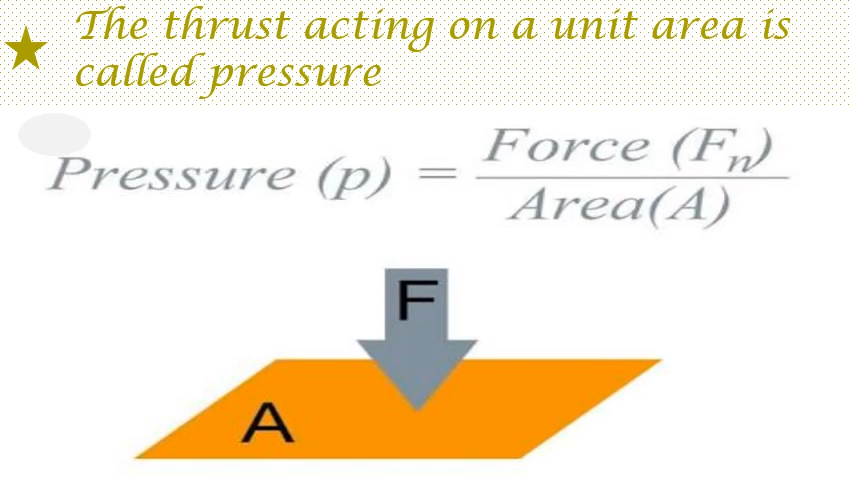 The thrust acting on a unit area is
called pressure
Pressure (p) = Force (Fn) / Area(A)
F
A